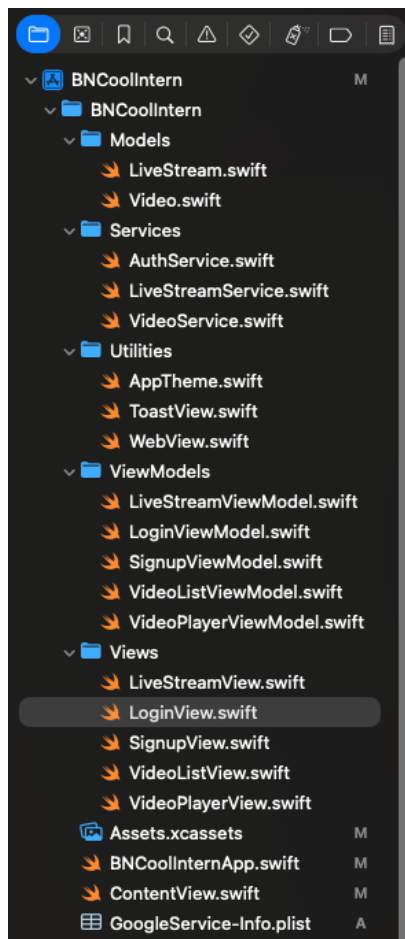 BNCoolIntern M
BNCoolIntern
Models
LiveStream.swift
Video.swift
Services
AuthService.swift
LiveStreamService.swift
VideoService.swift
Utilities
AppTheme.swift
ToastView.swift
WebView.swift
ViewModels
LiveStreamViewModel.swift
LoginViewModel.swift
SignupViewModel.swift
VideoListViewModel.swift
VideoPlayerViewModel.swift
Views
LiveStreamView.swift
LoginView.swift
SignupView.swift
VideoListView.swift
VideoPlayerView.swift
Assets.xcassets M
BNCoolInternApp.swift M
ContentView.swift M
GoogleService-Info.plist A